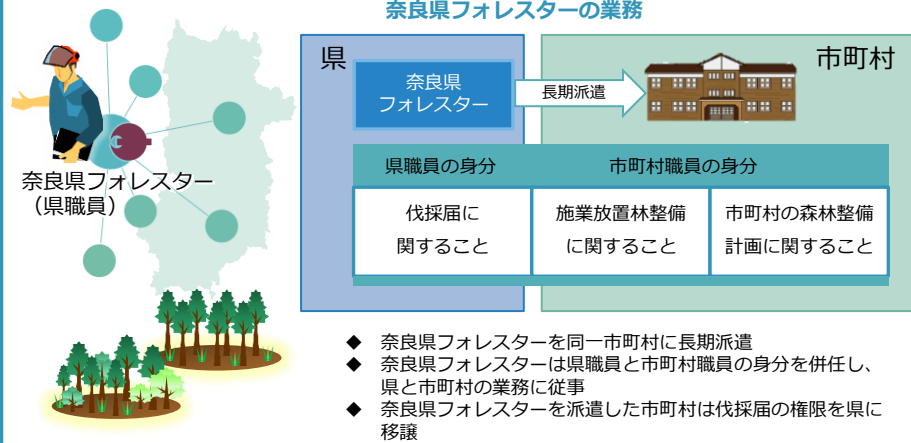 奈良県フォレスターの業務
県
市町村
奈良県
フォレスター
長期派遣
奈良県フォレスター
（県職員）
県職員の身分
市町村職員の身分
伐採届に
関すること
施業放置林整備
に関すること
市町村の森林整備
計画に関すること
◆ 奈良県フォレスターを同一市町村に長期派遣
◆ 奈良県フォレスターは県職員と市町村職員の身分を併任し、
県と市町村の業務に従事
◆ 奈良県フォレスターを派遣した市町村は伐採届の権限を県に
移譲